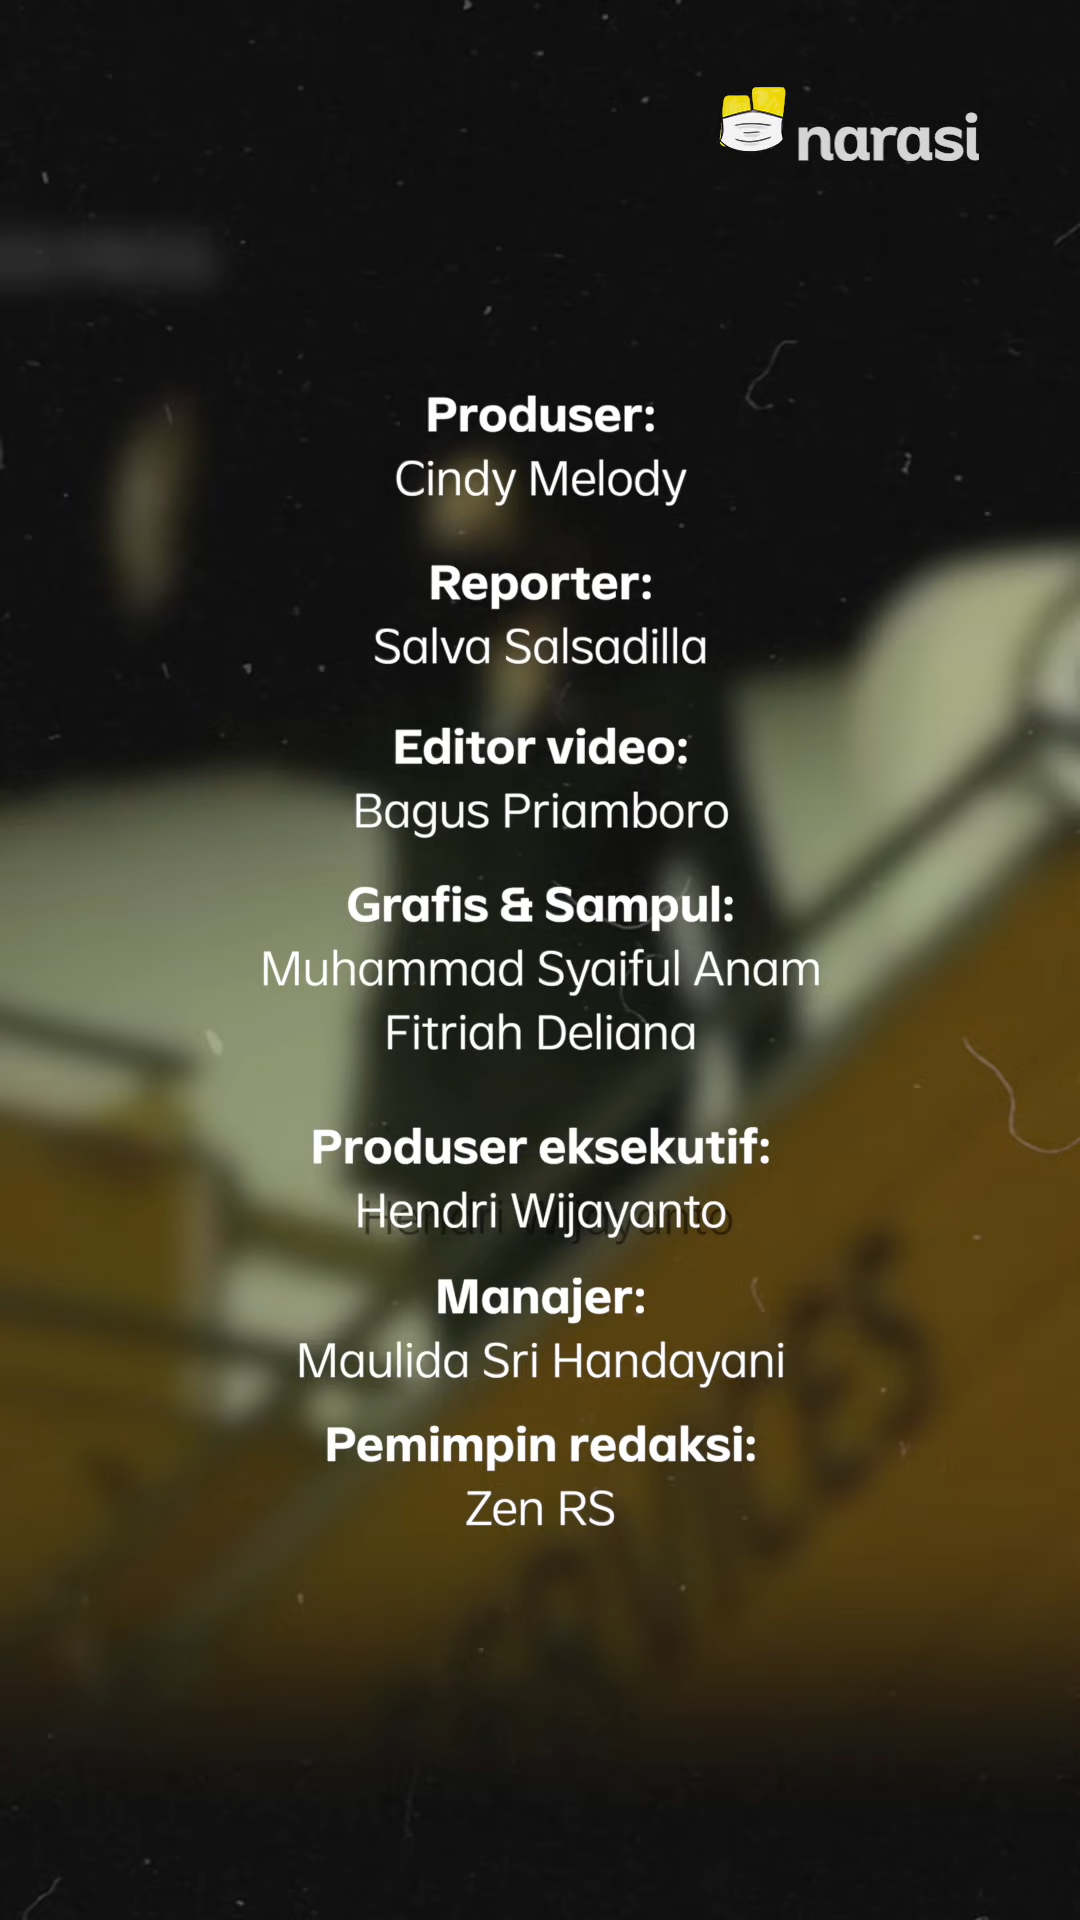 narasi
Produser:
Cindy Melody
Reporter:
Salva Salsadilla
Editor video:
Bagus Priamboro
Grafis & Sampul:
Muhammad Syaiful Anam
Fitriah Deliana
Produser eksekutif:
Hendri Wijayanto
Manajer:
Maulida Sri Handayani
Pemimpin redaksi:
Zen RS